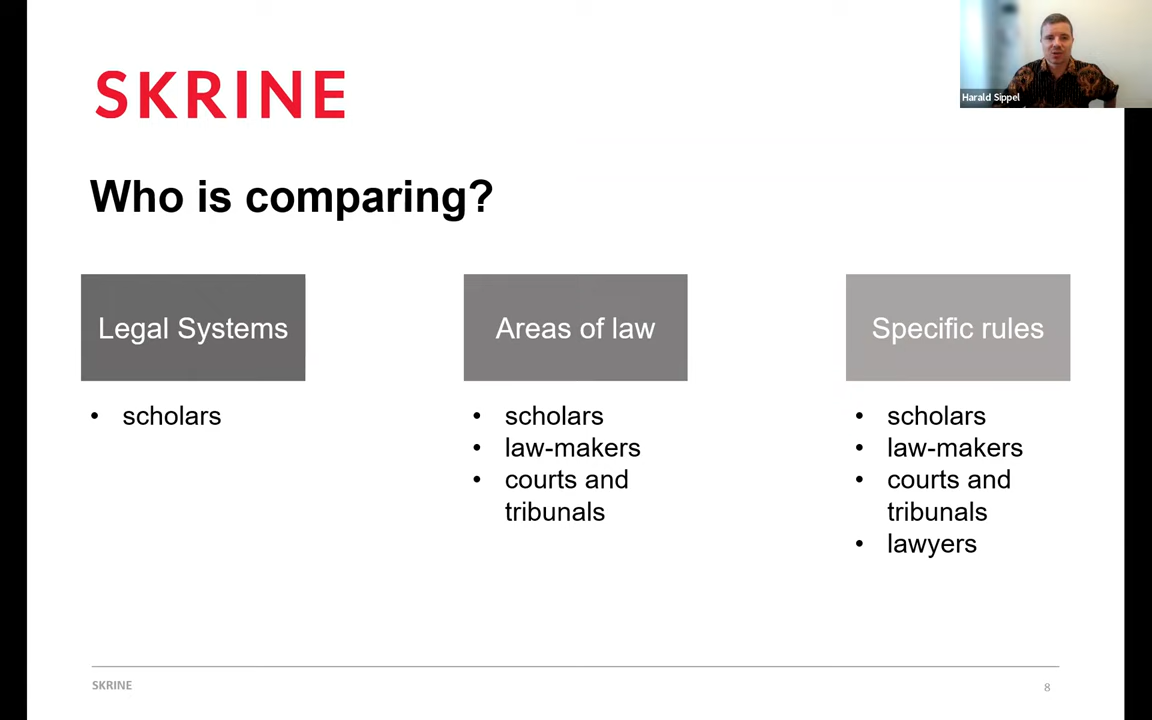 Harald Sippel
SKRINE
Who is comparing?
Legal Systems
• scholars
Areas of law
• scholars
• law-makers
• courts and
tribunals
Specific rules
• scholars
• law-makers
• courts and
tribunals
• lawyers
SKRINE
8